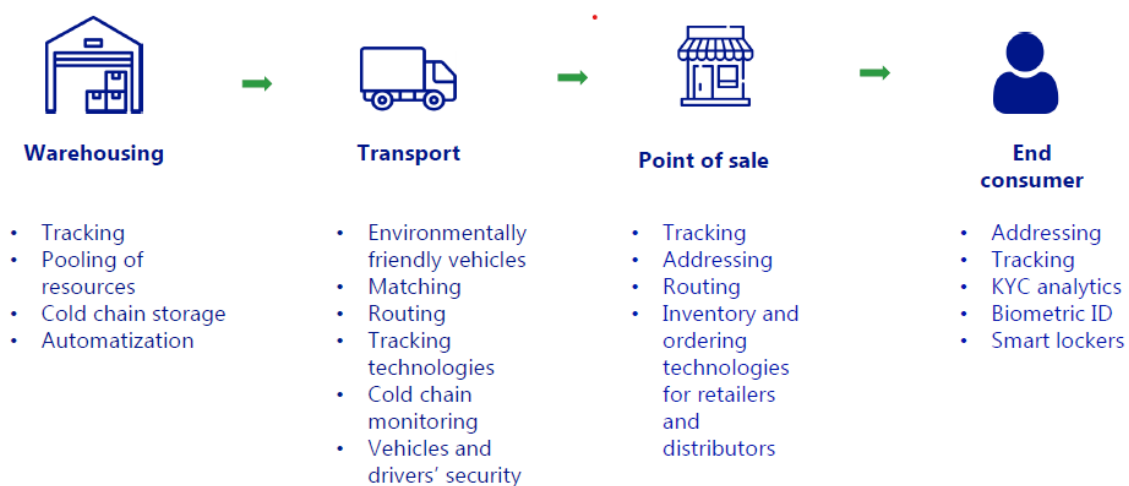 Warehousing
Transport
Point of sale
End
consumer
• Tracking
• Pooling of
resources
• Cold chain storage
• Automatization
• Environmentally
friendly vehicles
• Matching
• Routing
• Tracking
technologies
• Cold chain
monitoring
• Vehicles and
drivers’ security
• Tracking
• Addressing
• Routing
• Inventory and
ordering
technologies
for retailers
and
distributors
• Addressing
• Tracking
• KYC analytics
• Biometric ID
• Smart lockers